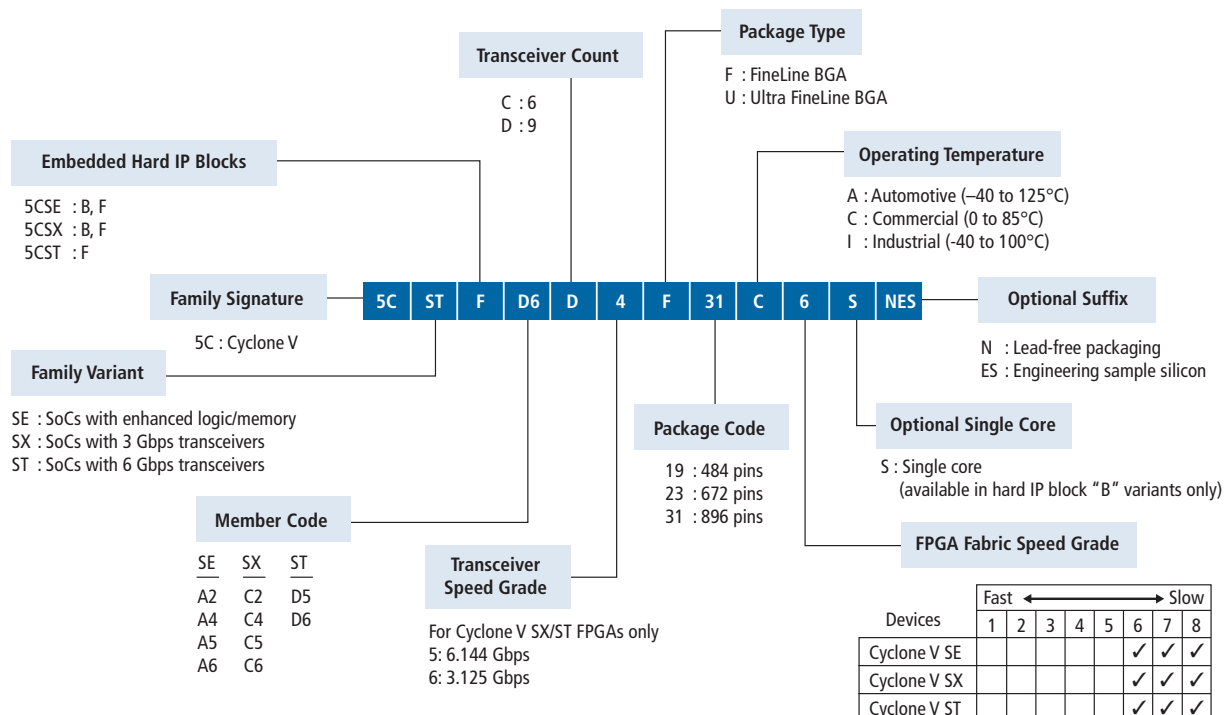 Package Type
F : FineLine BGA
U : Ultra FineLine BGA
Transceiver Count
C : 6
D : 9
Embedded Hard IP Blocks
5CSE : B, F
5CSX : B, F
5CST : F
Operating Temperature
A : Automotive (–40 to 125°C)
C : Commercial (0 to 85°C)
I : Industrial (-40 to 100°C)
Family Signature
5C : Cyclone V
5C ST F D6 D 4 F 31 C 6 S NES
Optional Suffix
N : Lead-free packaging
ES : Engineering sample silicon
Family Variant
SE : SoCs with enhanced logic/memory
SX : SoCs with 3 Gbps transceivers
ST : SoCs with 6 Gbps transceivers
Package Code
19 : 484 pins
23 : 672 pins
31 : 896 pins
Optional Single Core
S : Single core
(available in hard IP block "B" variants only)
Member Code
SE SX ST
A2 C2 D5
A4 C4 D6
A5 C5
A6 C6
Transceiver
Speed Grade
For Cyclone V SX/ST FPGAs only
5: 6.144 Gbps
6: 3.125 Gbps
FPGA Fabric Speed Grade
Fast Slow
Devices 1 2 3 4 5 6 7 8
Cyclone V SE ✓ ✓ ✓
Cyclone V SX ✓ ✓ ✓
Cyclone V ST ✓ ✓ ✓